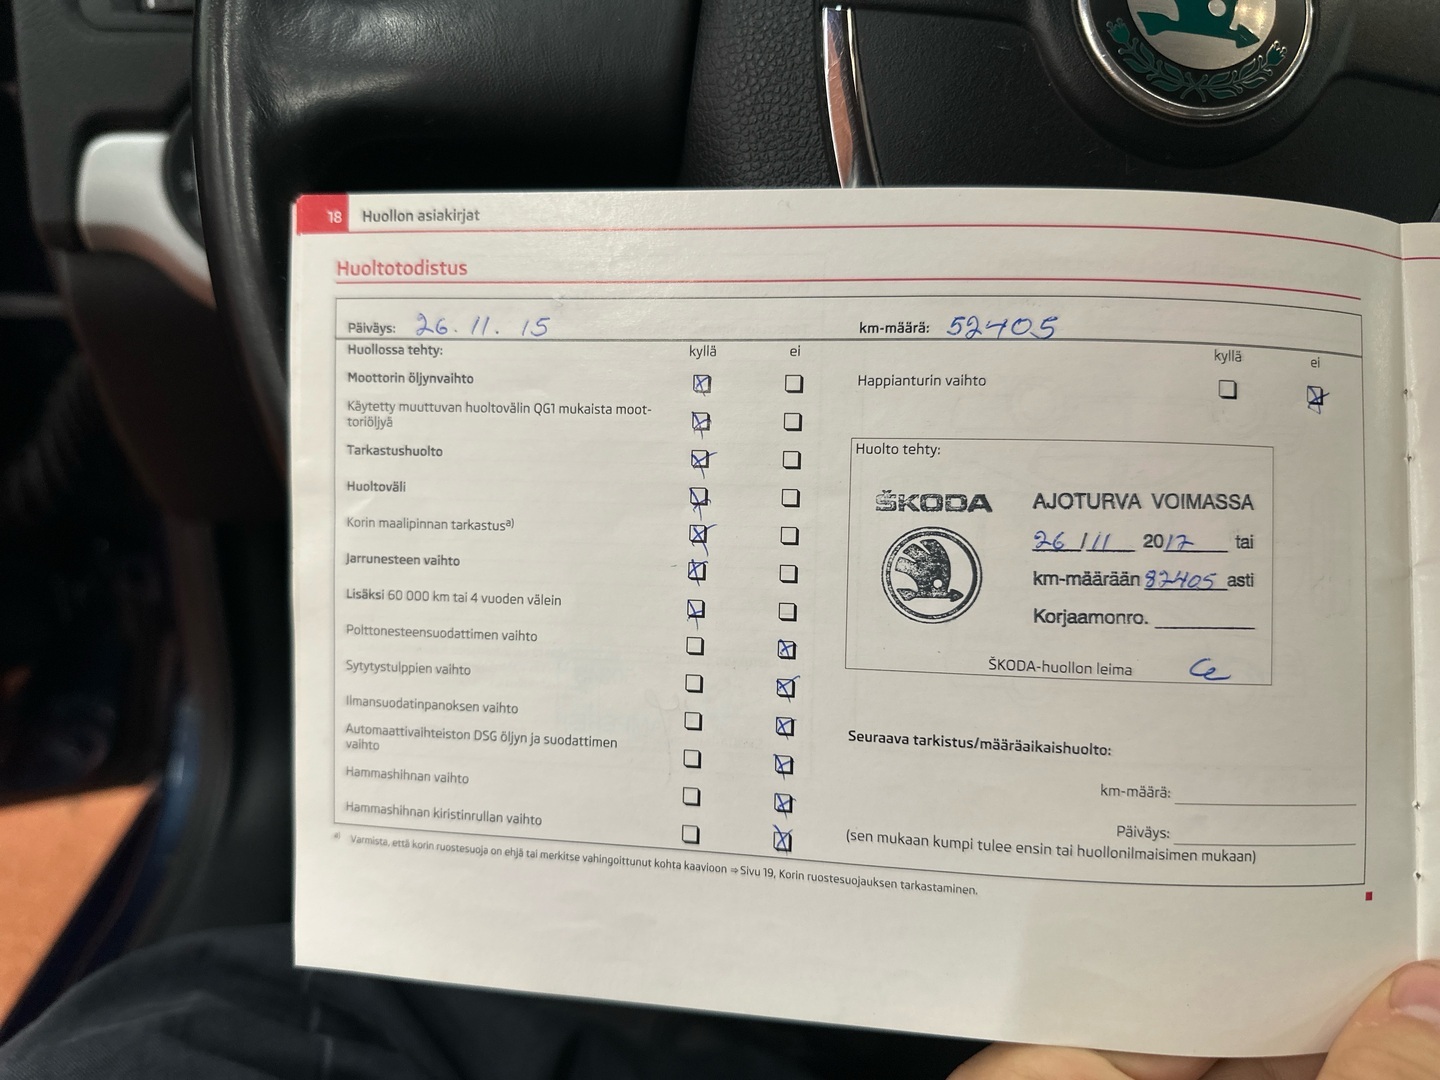 18 Huollon asiakirjat
Huoltotodistus
Päiväys: 26.11.15 km-määrä: 52405
Huollossa tehty: kyllä ei
Moottorin öljynvaihto
Käytetty muuttuvan huoltovälin QG1 mukaista moot-
toriöljyä
Tarkastushuolto
Huoltoväli
Korin maalipinnan tarkastusa)
Jarrunesteen vaihto
Lisäksi 60 000 km tai 4 vuoden välein
Polttonesteensuodattimen vaihto
Sytytystulppien vaihto
Ilmansuodatinpanoksen vaihto
Automaattivaihteiston DSG öljyn ja suodattimen
vaihto
Hammashihnan vaihto
Hammashihnan kiristinrullan vaihto
kyllä ei
Happianturin vaihto
Huolto tehty:
ŠKODA
AJOTURVA VOIMASSA
26/11 2017 tai
km-määrään 82405 asti
Korjaamonro.
ŠKODA-huollon leima
Seuraava tarkistus/määräaikaishuolto:
km-määrä:
Päiväys:
(sen mukaan kumpi tulee ensin tai huollonilmaisimen mukaan)
a) Varmista, että korin ruostesuoja on ehjä tai merkitse vahingoittunut kohta kaavioon ⇒ Sivu 19, Korin ruostesuojauksen tarkastaminen.